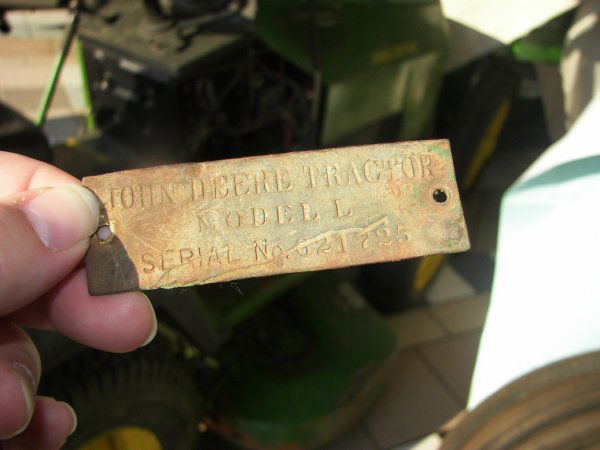 JOHN DEERE TRACTOR
MODEL L
SERIAL No. 621725